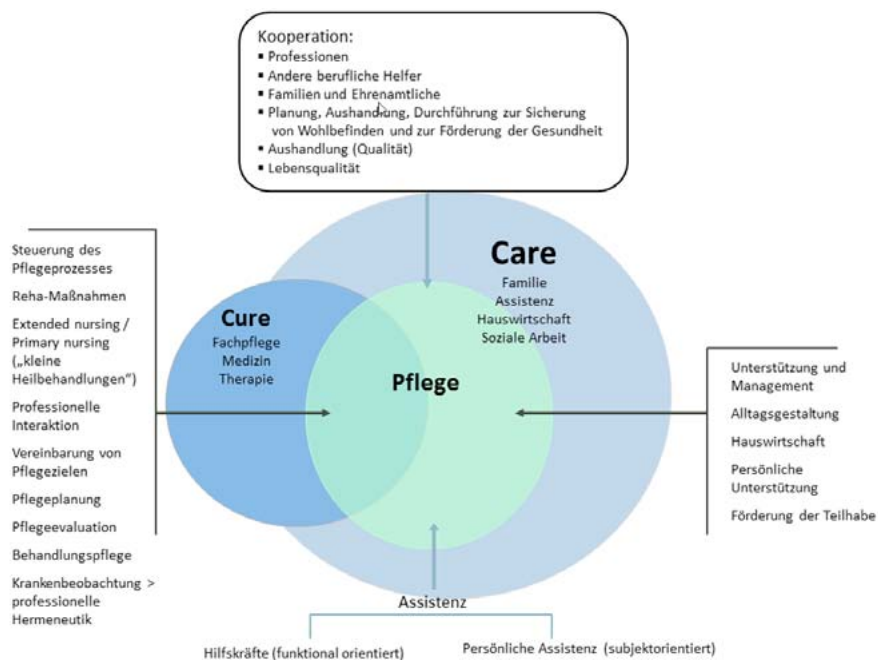 Kooperation:
▪ Professionen
▪ Andere berufliche Helfer
▪ Familien und Ehrenamtliche
▪ Planung, Aushandlung, Durchführung zur Sicherung
von Wohlbefinden und zur Förderung der Gesundheit
▪ Aushandlung (Qualität)
▪ Lebensqualität
Steuerung des
Pflegeprozesses
Reha-Maßnahmen
Extended nursing /
Primary nursing
(„kleine
Heilbehandlungen“)
Professionelle
Interaktion
Vereinbarung von
Pflegezielen
Pflegeplanung
Pflegeevaluation
Behandlungspflege
Krankenbeobachtung >
professionelle
Hermeneutik
Cure
Fachpflege
Medizin
Therapie
Pflege
Care
Familie
Assistenz
Hauswirtschaft
Soziale Arbeit
Unterstützung und
Management
Alltagsgestaltung
Hauswirtschaft
Persönliche
Unterstützung
Förderung der Teilhabe
Assistenz
Hilfskräfte (funktional orientiert)
Persönliche Assistenz (subjektorientiert)